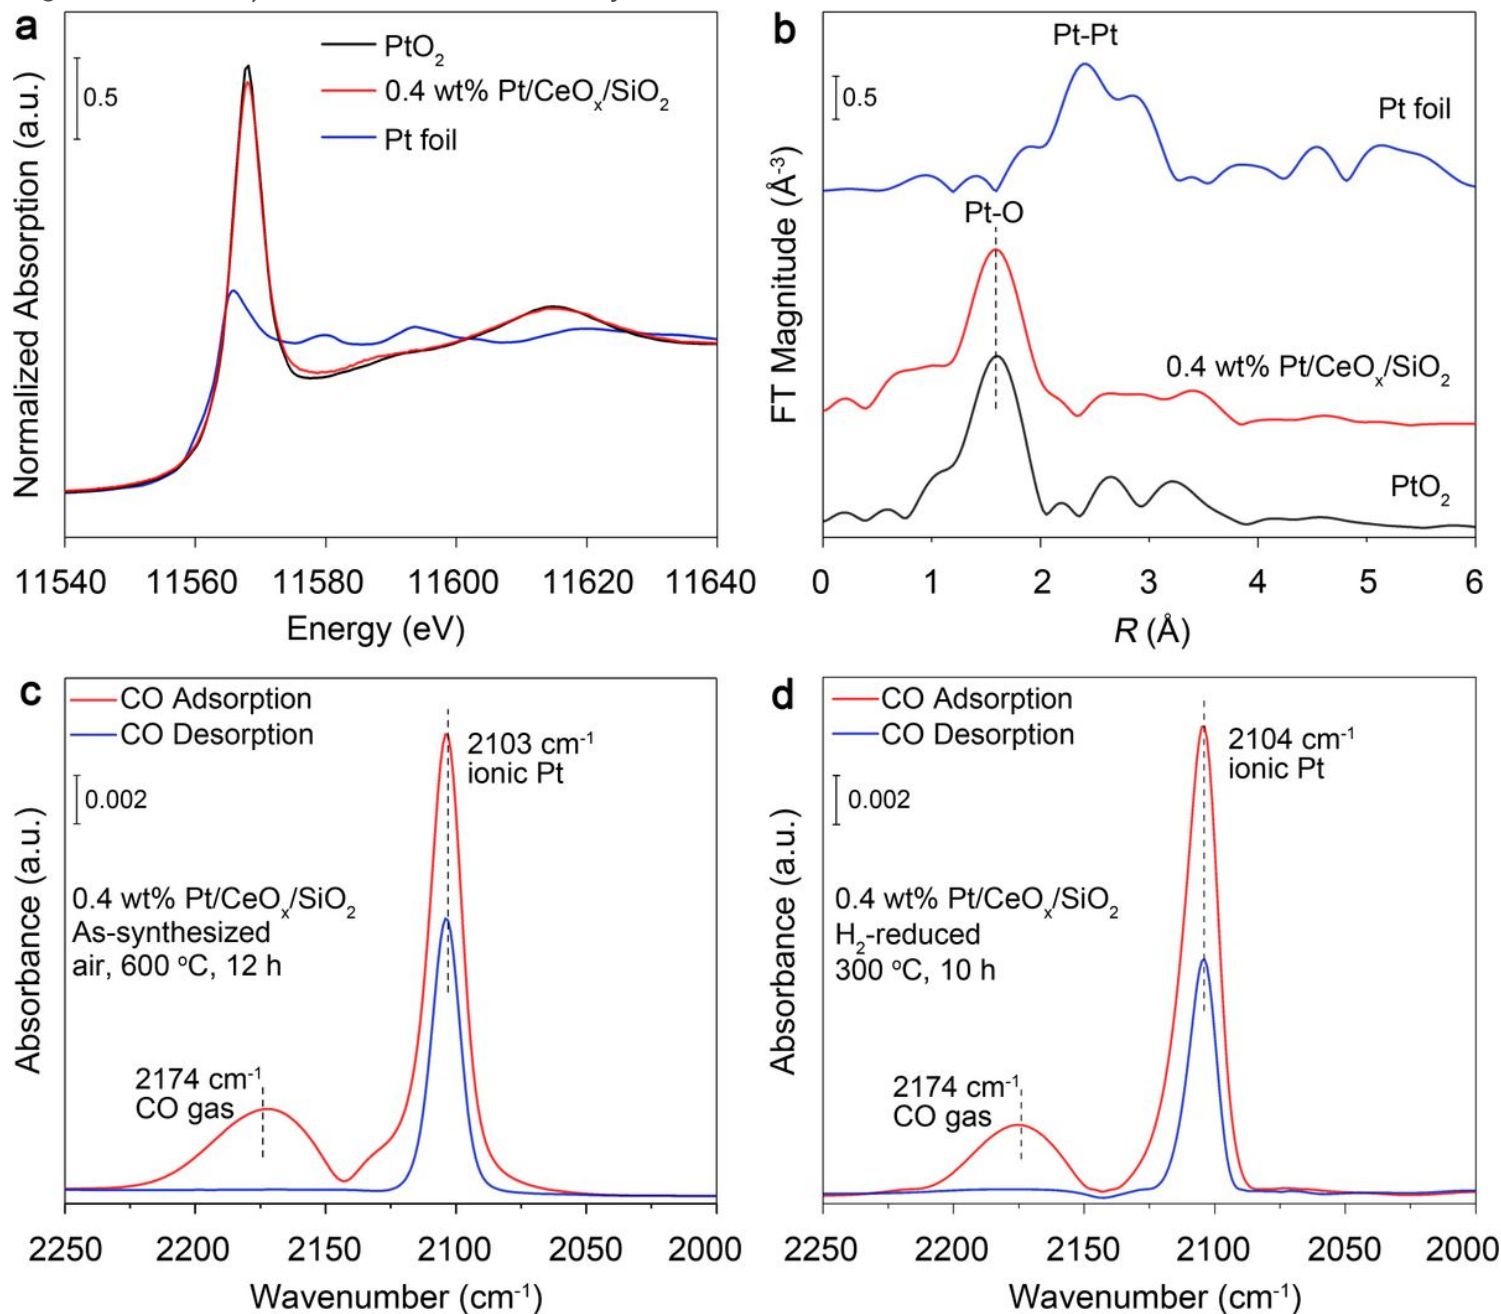 a
PtO2
0.4 wt% Pt/CeOx/SiO2
Pt foil
0.5
Normalized Absorption (a.u.)
11540 11560 11580 11600 11620 11640
Energy (eV)
b
Pt-Pt
0.5
Pt foil
Pt-O
0.4 wt% Pt/CeOx/SiO2
PtO2
FT Magnitude (Å-3)
0 1 2 3 4 5 6
R (Å)
c
CO Adsorption
CO Desorption
2103 cm-1
ionic Pt
0.002
0.4 wt% Pt/CeOx/SiO2
As-synthesized
air, 600 oC, 12 h
2174 cm-1
CO gas
Absorbance (a.u.)
2250 2200 2150 2100 2050 2000
Wavenumber (cm-1)
d
CO Adsorption
CO Desorption
2104 cm-1
ionic Pt
0.002
0.4 wt% Pt/CeOx/SiO2
H2-reduced
300 oC, 10 h
2174 cm-1
CO gas
Absorbance (a.u.)
2250 2200 2150 2100 2050 2000
Wavenumber (cm-1)